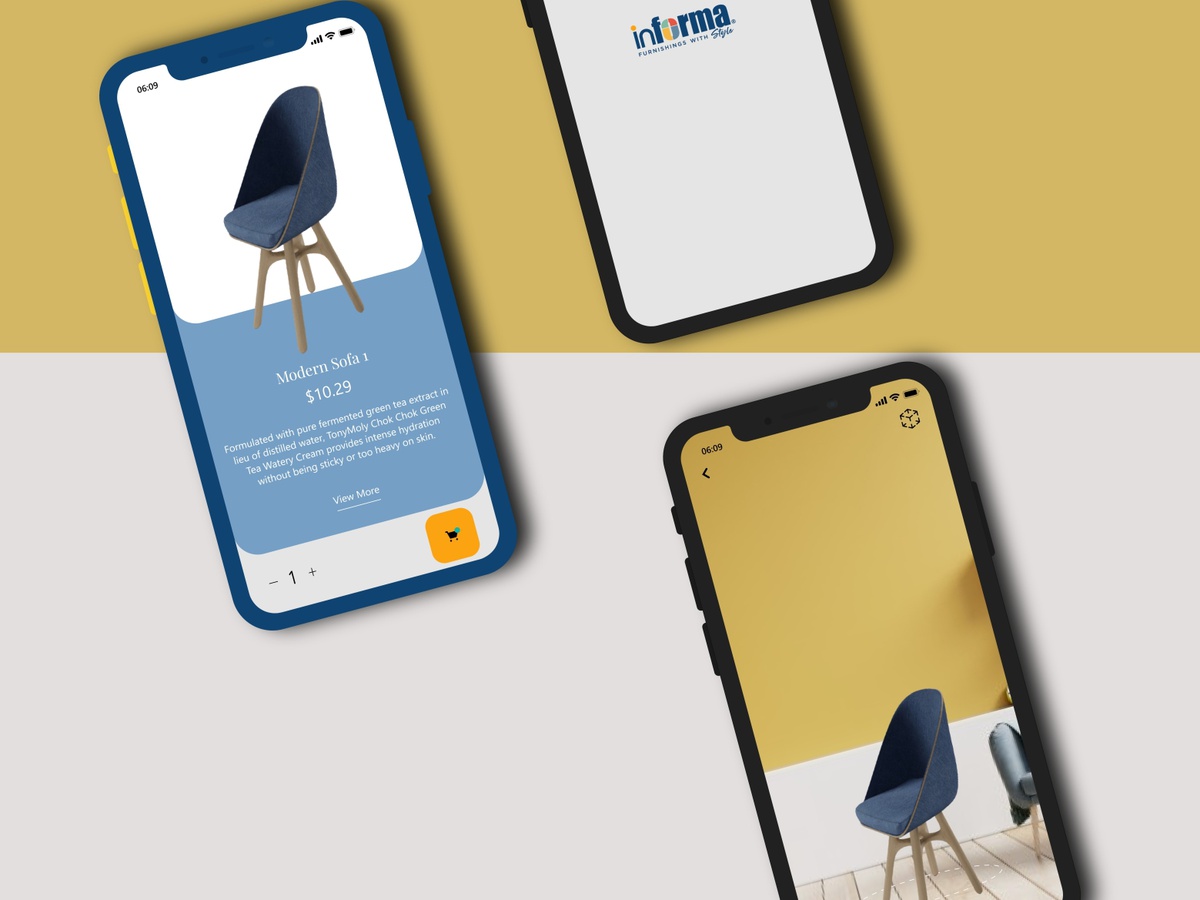 06:09
Modern Sofa 1
$10.29
Formulated with pure fermented green tea extract in
lieu of distilled water, TonyMoly Chok Chok Green
Tea Watery Cream provides intense hydration
without being sticky or too heavy on skin.
View More
− 1 +
informa®
FURNISHINGS WITH Style
06:09